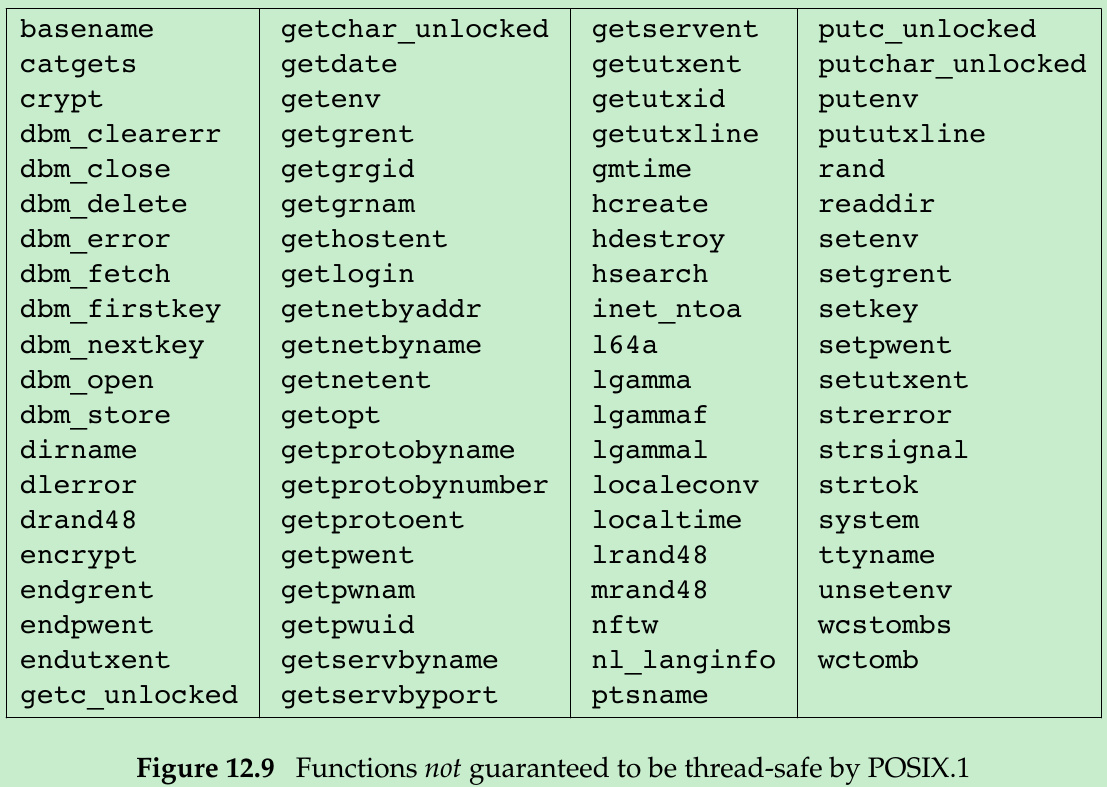 basename
catgets
crypt
dbm_clearerr
dbm_close
dbm_delete
dbm_error
dbm_fetch
dbm_firstkey
dbm_nextkey
dbm_open
dbm_store
dirname
dlerror
drand48
encrypt
endgrent
endpwent
endutxent
getc_unlocked
getchar_unlocked
getdate
getenv
getgrent
getgrgid
getgrnam
gethostent
getlogin
getnetbyaddr
getnetbyname
getnetent
getopt
getprotobyname
getprotobynumber
getprotoent
getpwent
getpwnam
getpwuid
getservbyname
getservbyport
getservent
getutxent
getutxid
getutxline
gmtime
hcreate
hdestroy
hsearch
inet_ntoa
l64a
lgamma
lgammaf
lgammal
localeconv
localtime
lrand48
mrand48
nftw
nl_langinfo
ptsname
putc_unlocked
putchar_unlocked
putenv
pututxline
rand
readdir
setenv
setgrent
setkey
setpwent
setutxent
strerror
strsignal
strtok
system
ttyname
unsetenv
wcstombs
wctomb
Figure 12.9 Functions not guaranteed to be thread-safe by POSIX.1